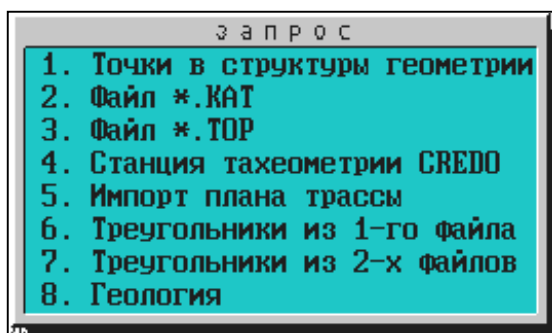 запрос
1. Точки в структуры геометрии
2. Файл *.КАТ
3. Файл *.ТОР
4. Станция тахеометрии CREDO
5. Импорт плана трассы
6. Треугольники из 1-го файла
7. Треугольники из 2-х файлов
8. Геология